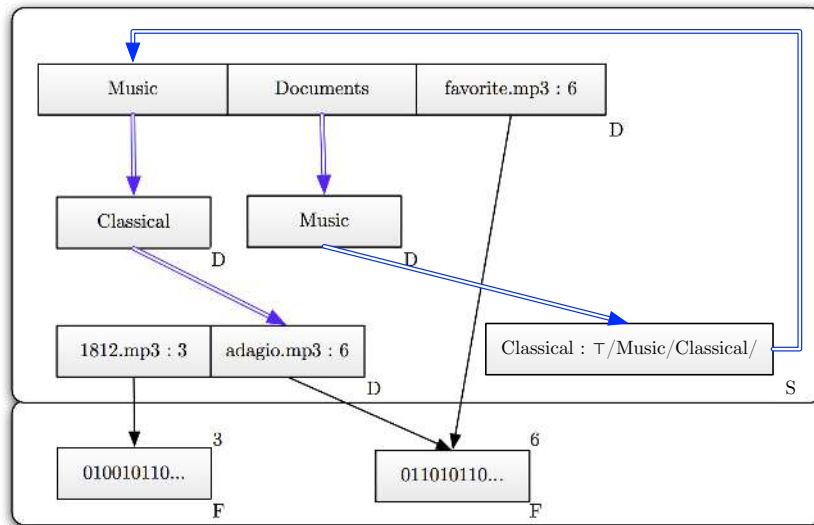 Music Documents favorite.mp3 : 6
D
Classical Music
D D
1812.mp3 : 3 adagio.mp3 : 6 Classical : ⊤/Music/Classical/
D S
3 6
010010110... 011010110...
F F